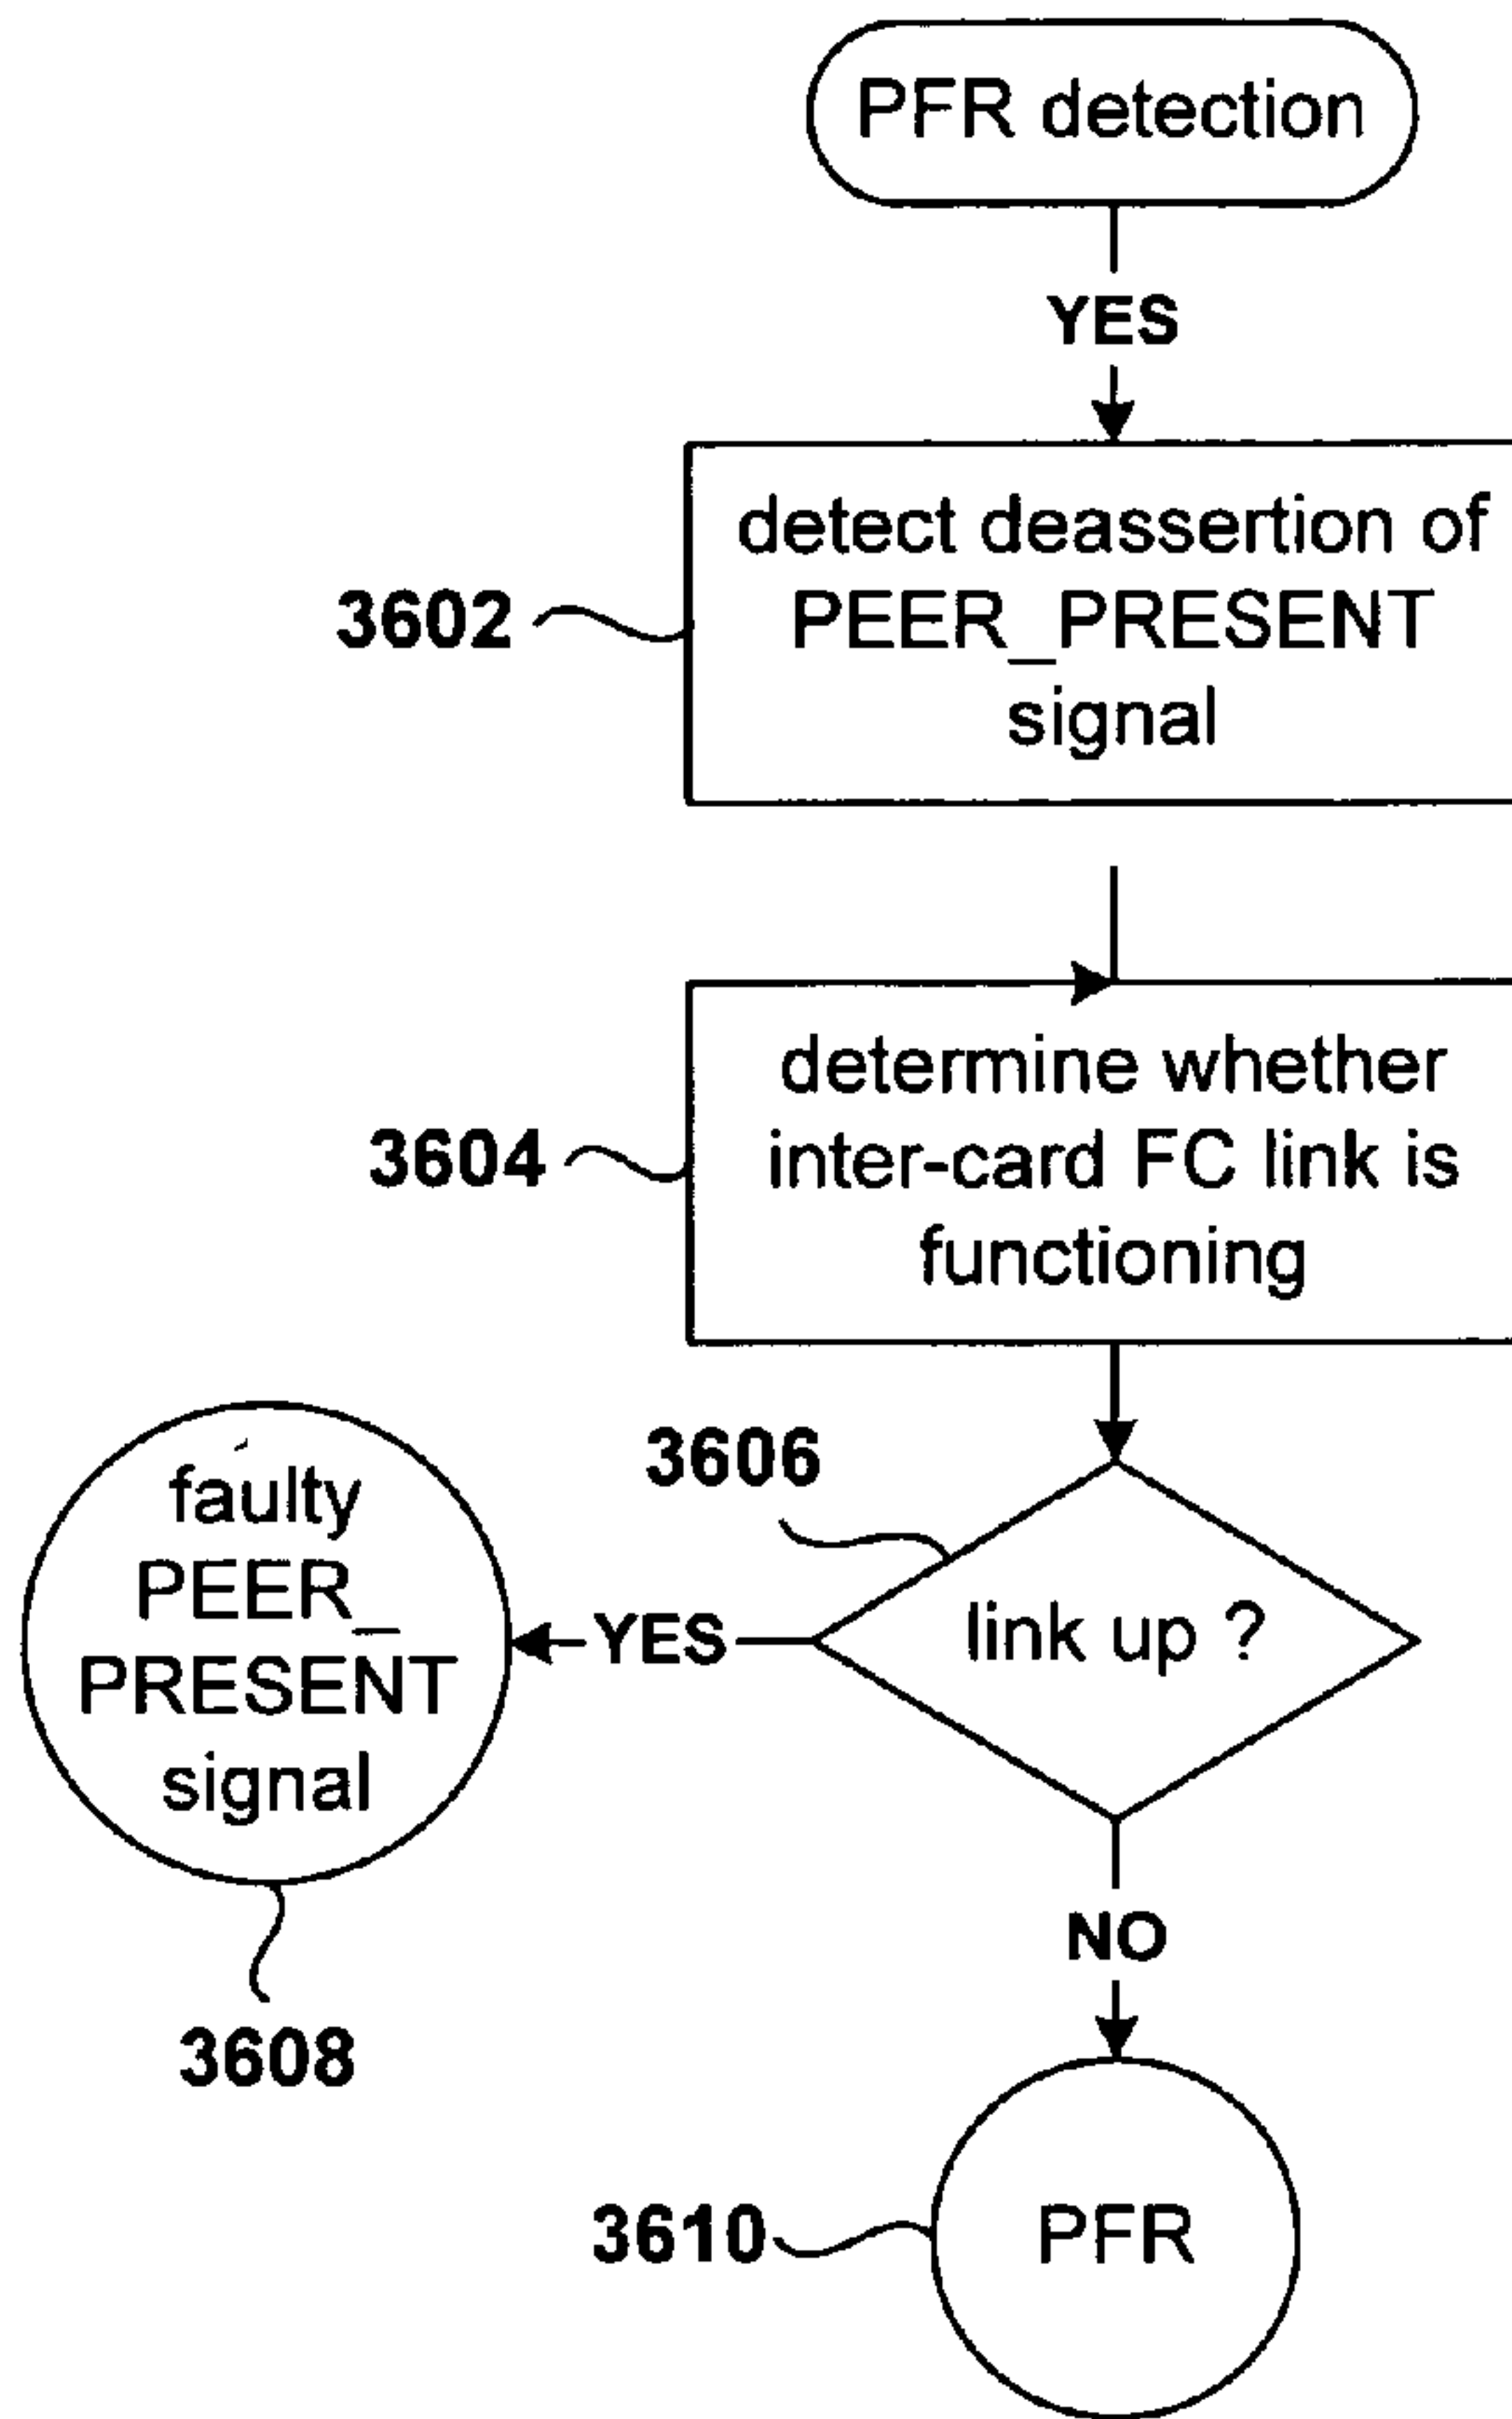 PFR detection
YES
detect deassertion of
PEER_PRESENT
signal
3602
determine whether
inter-card FC link is
functioning
3604
3606
link up ?
YES
faulty
PEER_
PRESENT
signal
3608
NO
PFR
3610